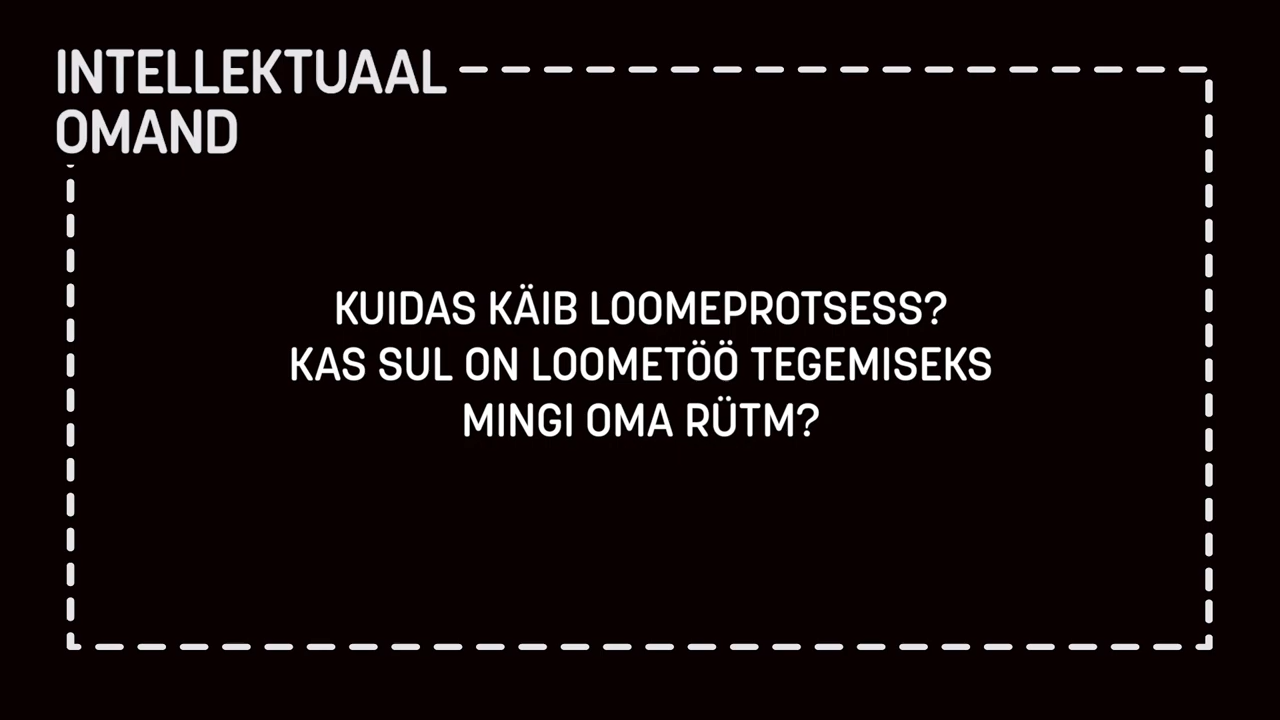 INTELLEKTUAAL
OMAND
KUIDAS KÄIB LOOMEPROTSESS?
KAS SUL ON LOOMETÖÖ TEGEMISEKS
MINGI OMA RÜTM?